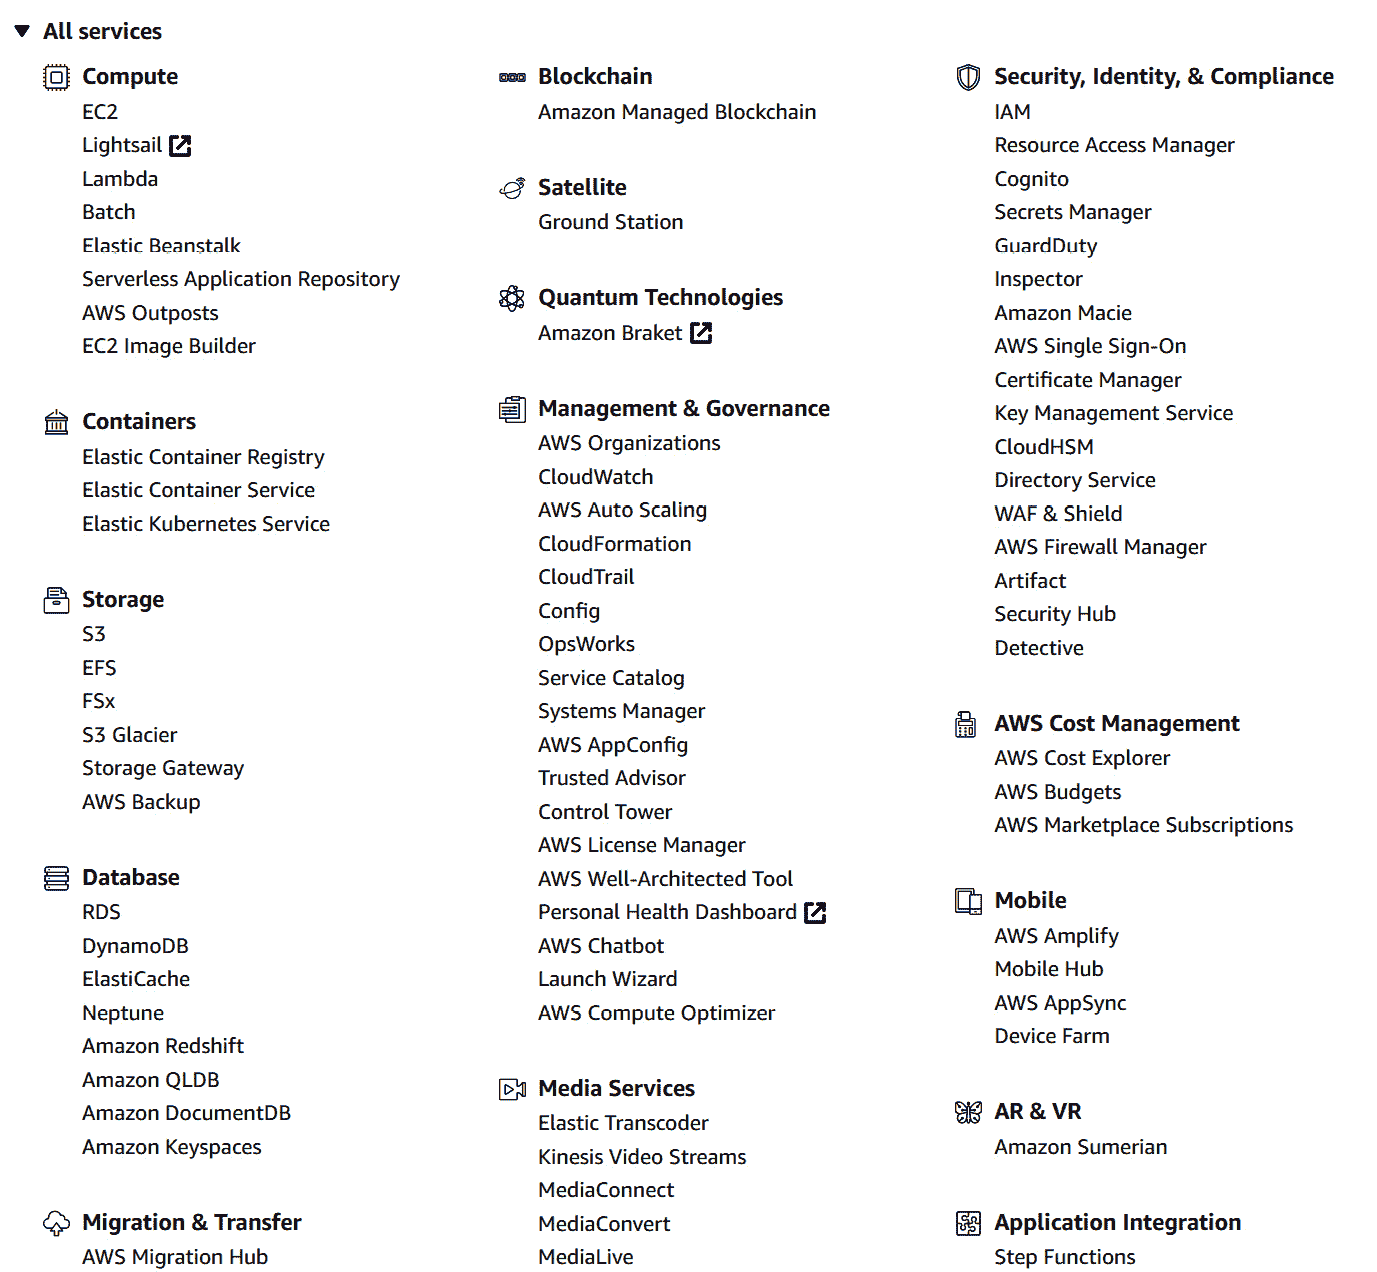 All services
Compute
EC2
Lightsail
Lambda
Batch
Elastic Beanstalk
Serverless Application Repository
AWS Outposts
EC2 Image Builder
Containers
Elastic Container Registry
Elastic Container Service
Elastic Kubernetes Service
Storage
S3
EFS
FSx
S3 Glacier
Storage Gateway
AWS Backup
Database
RDS
DynamoDB
ElastiCache
Neptune
Amazon Redshift
Amazon QLDB
Amazon DocumentDB
Amazon Keyspaces
Migration & Transfer
AWS Migration Hub
Blockchain
Amazon Managed Blockchain
Satellite
Ground Station
Quantum Technologies
Amazon Braket
Management & Governance
AWS Organizations
CloudWatch
AWS Auto Scaling
CloudFormation
CloudTrail
Config
OpsWorks
Service Catalog
Systems Manager
AWS AppConfig
Trusted Advisor
Control Tower
AWS License Manager
AWS Well-Architected Tool
Personal Health Dashboard
AWS Chatbot
Launch Wizard
AWS Compute Optimizer
Media Services
Elastic Transcoder
Kinesis Video Streams
MediaConnect
MediaConvert
MediaLive
Security, Identity, & Compliance
IAM
Resource Access Manager
Cognito
Secrets Manager
GuardDuty
Inspector
Amazon Macie
AWS Single Sign-On
Certificate Manager
Key Management Service
CloudHSM
Directory Service
WAF & Shield
AWS Firewall Manager
Artifact
Security Hub
Detective
AWS Cost Management
AWS Cost Explorer
AWS Budgets
AWS Marketplace Subscriptions
Mobile
AWS Amplify
Mobile Hub
AWS AppSync
Device Farm
AR & VR
Amazon Sumerian
Application Integration
Step Functions